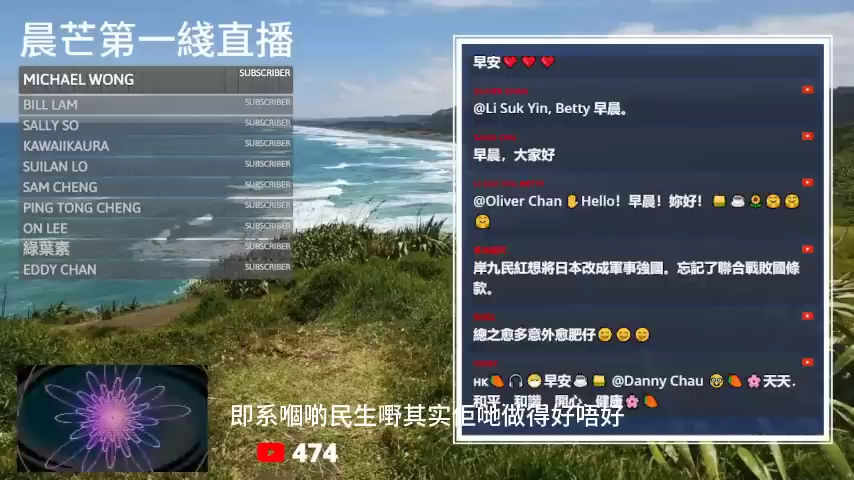 晨芒第一綫直播
MICHAEL WONG SUBSCRIBER
BILL LAM SUBSCRIBER
SALLY SO SUBSCRIBER
KAWAIIKAURA SUBSCRIBER
SUILAN LO SUBSCRIBER
SAM CHENG SUBSCRIBER
PING TONG CHENG SUBSCRIBER
ON LEE SUBSCRIBER
綠葉素 SUBSCRIBER
EDDY CHAN SUBSCRIBER
早安❤️❤️❤️
@Li Suk Yin, Betty 早晨。
早晨，大家好
@Oliver Chan ✋Hello！早晨！妳好！
岸九民紅想將日本改成軍事強國。忘記了聯合戰敗國條
款。
總之愈多意外愈肥仔
HK 早安 @Danny Chau 天天.
和平、和諧、開心、健康
即系嗰啲民生嘢其实佢哋做得好唔好
474